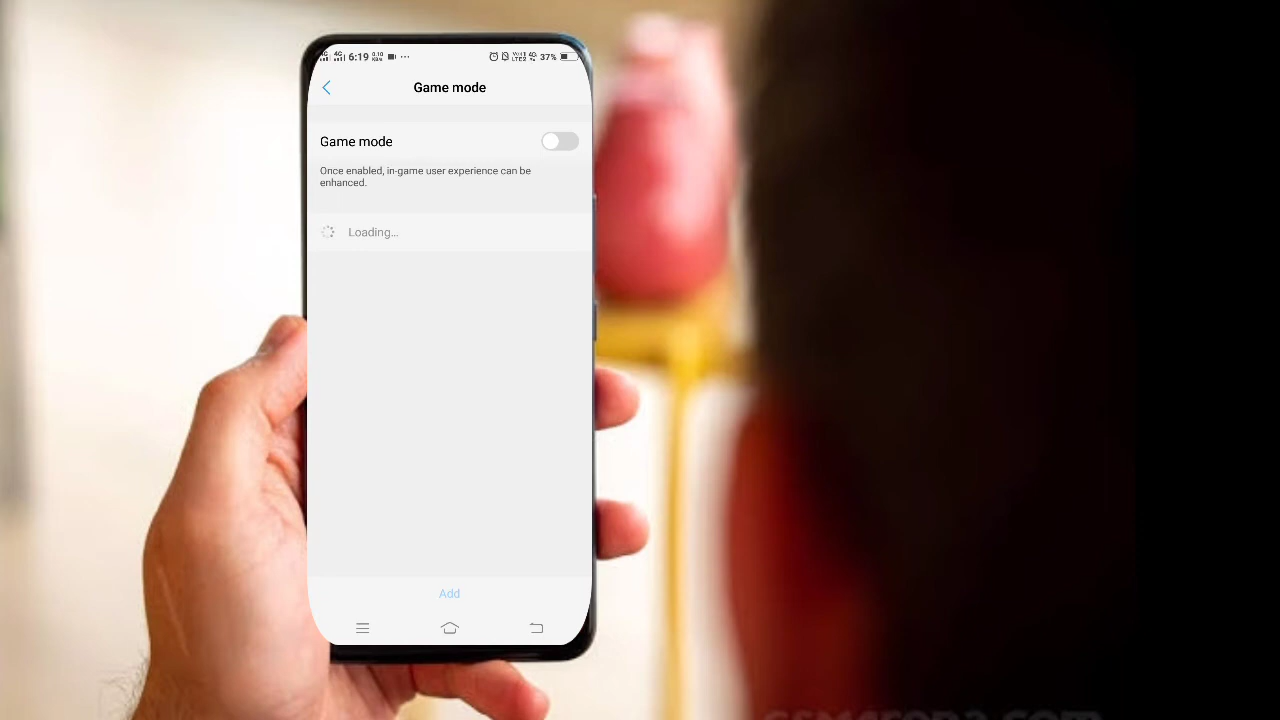 6:19 37%
Game mode
Game mode
Once enabled, in-game user experience can be
enhanced.
Loading...
Add